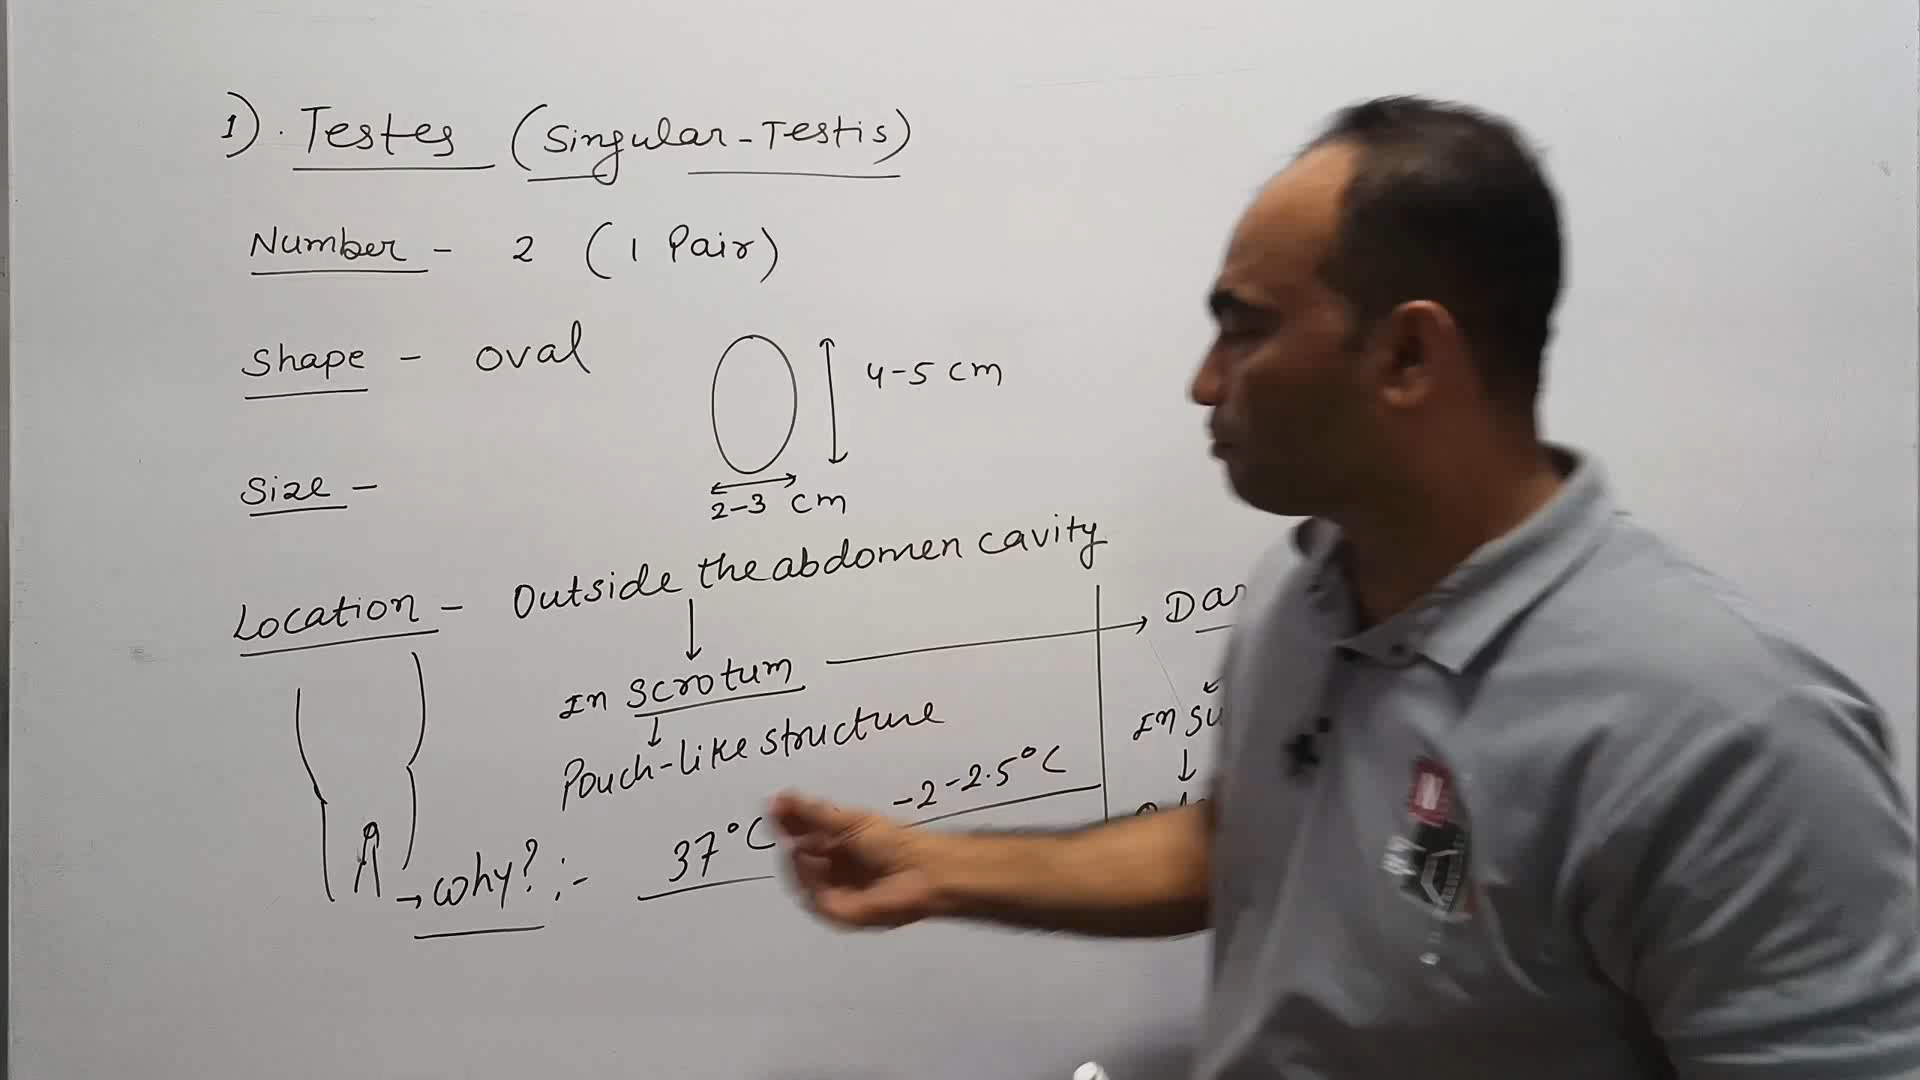 1). Testes (Singular-Testis)
Number - 2 (1 Pair)
Shape - oval
4-5 cm
Size -
2-3 cm
Location - Outside the abdomen cavity
In Scrotum
Pouch-like structure
→ why? :- 37°C -2-2.5°C
In